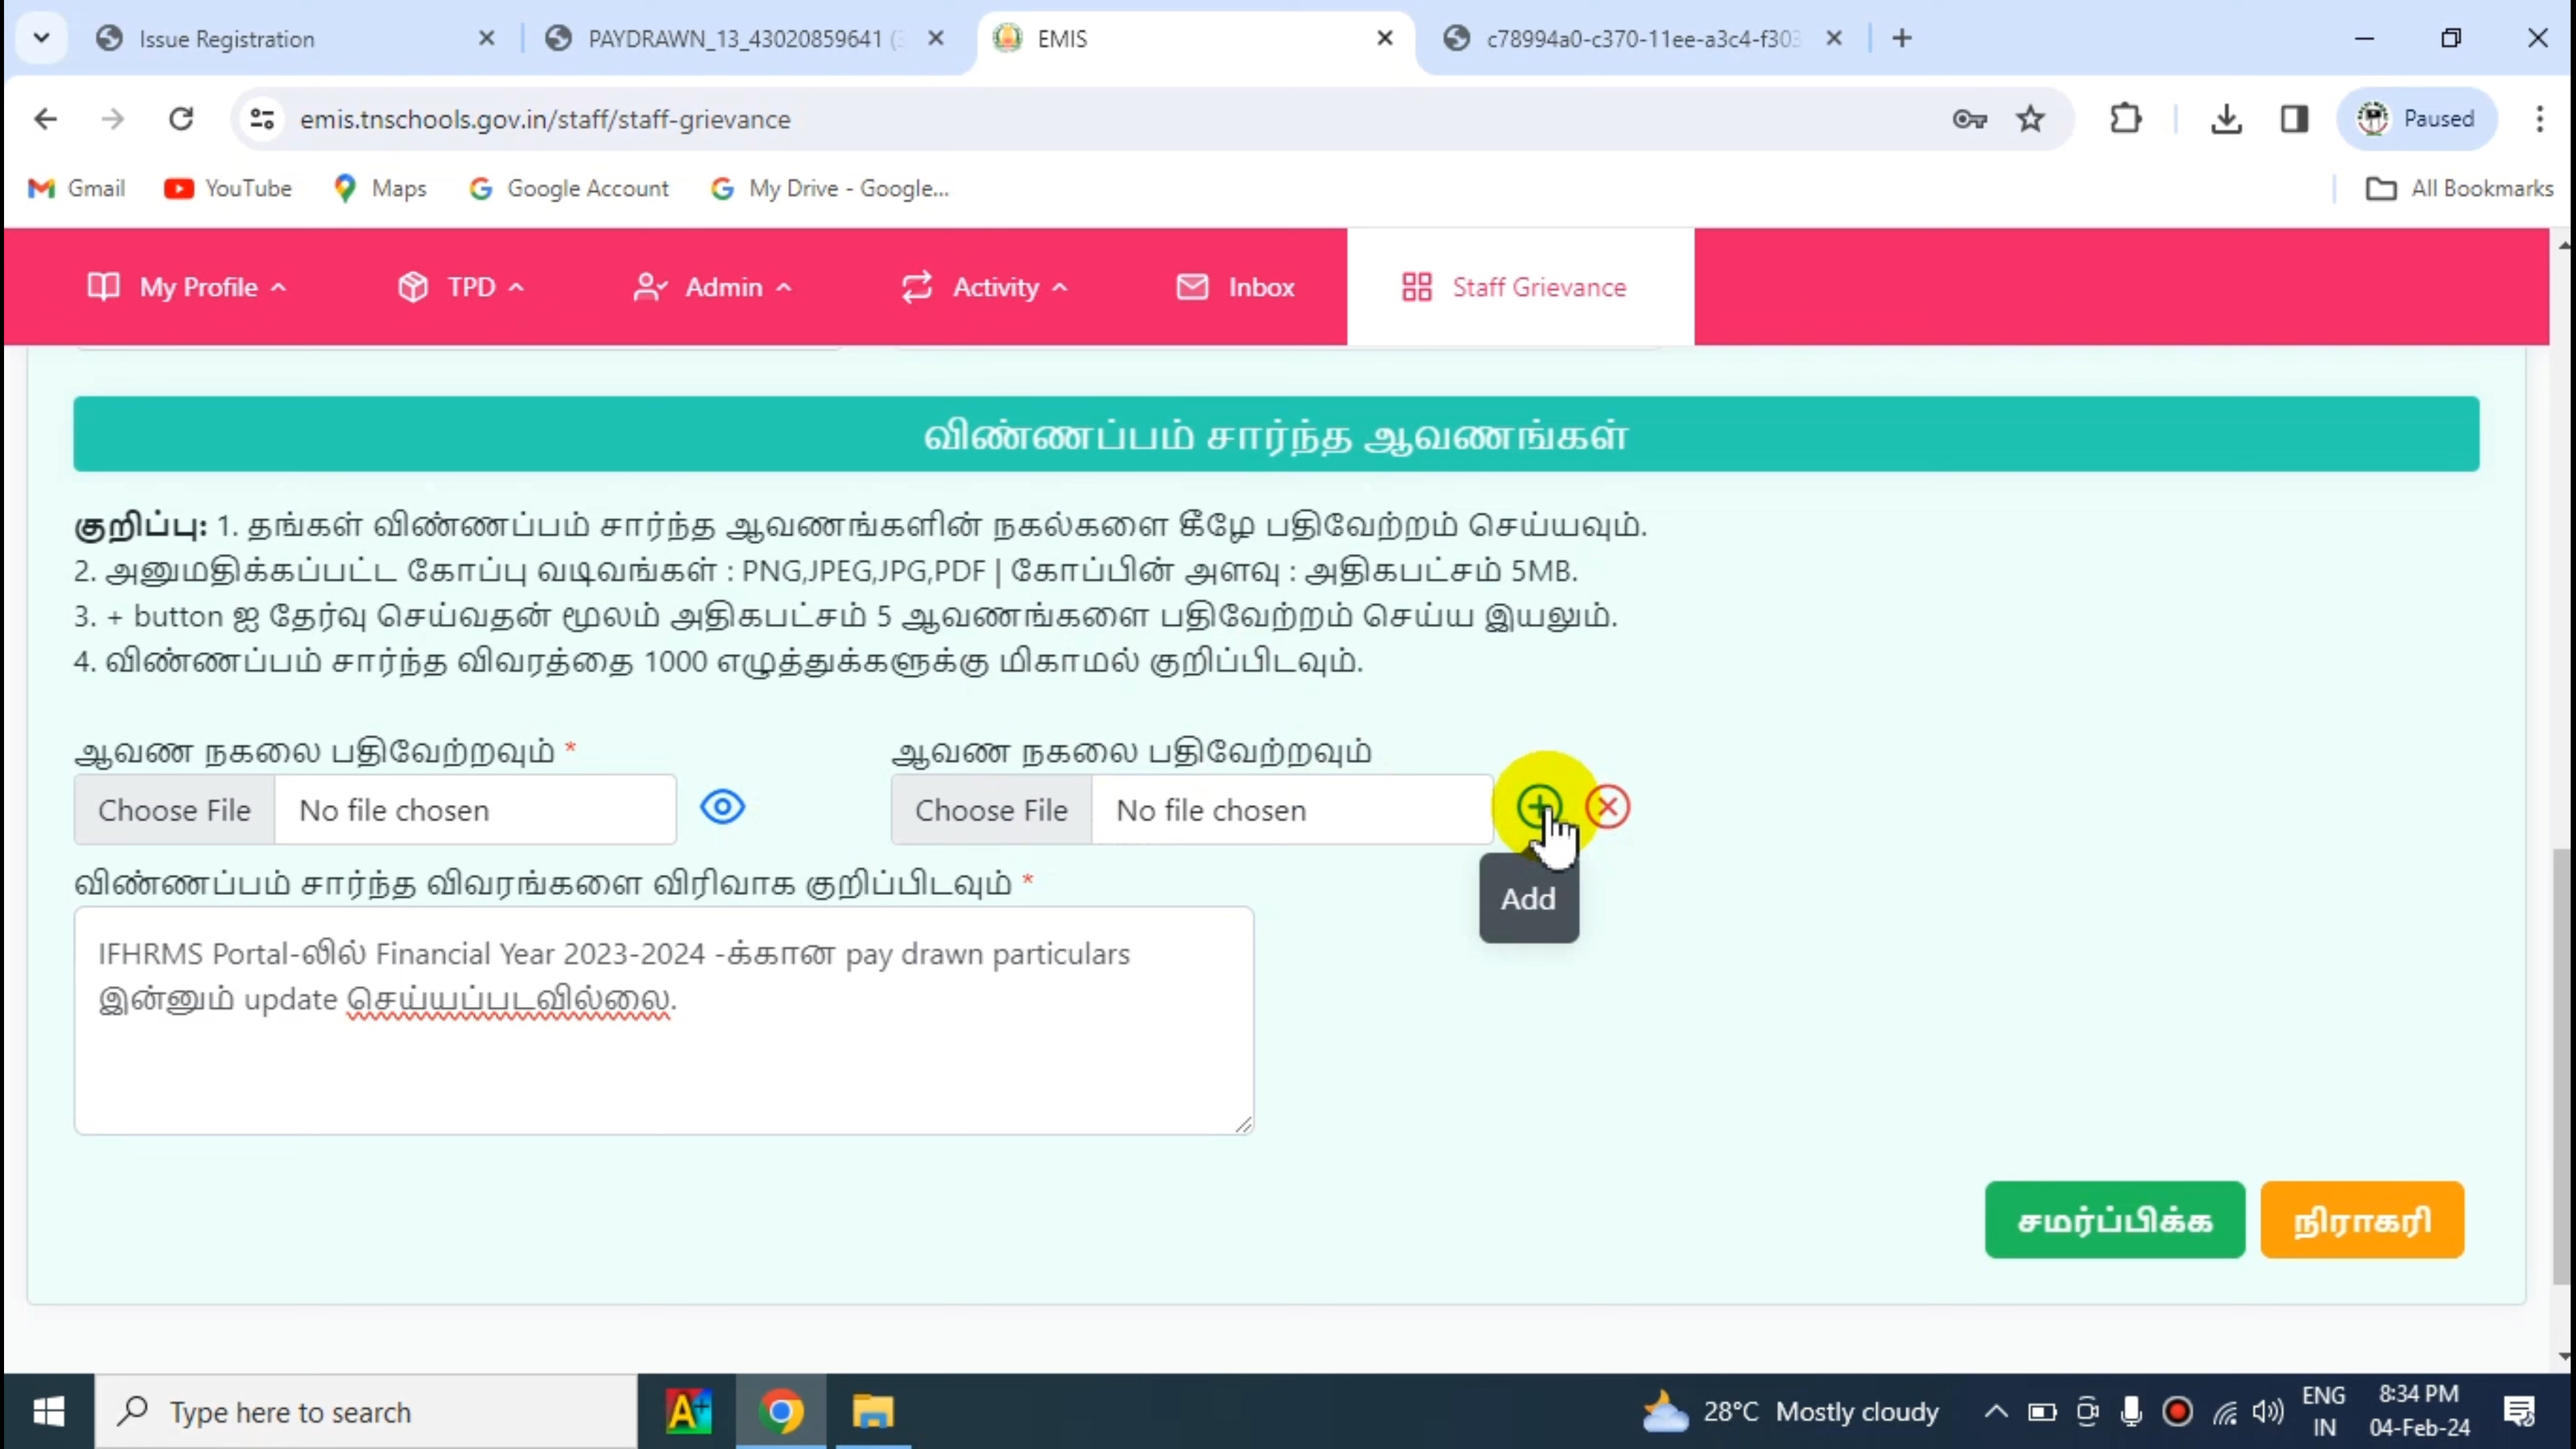 Issue Registration
PAYDRAWN_13_43020859641 (
EMIS
c78994a0-c370-11ee-a3c4-f303
emis.tnschools.gov.in/staff/staff-grievance
Paused
Gmail
YouTube
Maps
Google Account
My Drive - Google...
All Bookmarks
My Profile
TPD
Admin
Activity
Inbox
Staff Grievance
விண்ணப்பம் சார்ந்த ஆவணங்கள்
குறிப்பு: 1. தங்கள் விண்ணப்பம் சார்ந்த ஆவணங்களின் நகல்களை கீழே பதிவேற்றம் செய்யவும்.
2. அனுமதிக்கப்பட்ட கோப்பு வடிவங்கள் : PNG,JPEG,JPG,PDF | கோப்பின் அளவு : அதிகபட்சம் 5MB.
3. + button ஐ தேர்வு செய்வதன் மூலம் அதிகபட்சம் 5 ஆவணங்களை பதிவேற்றம் செய்ய இயலும்.
4. விண்ணப்பம் சார்ந்த விவரத்தை 1000 எழுத்துக்களுக்கு மிகாமல் குறிப்பிடவும்.
ஆவண நகலை பதிவேற்றவும் *
ஆவண நகலை பதிவேற்றவும்
Choose File No file chosen
Choose File No file chosen
Add
விண்ணப்பம் சார்ந்த விவரங்களை விரிவாக குறிப்பிடவும் *
IFHRMS Portal-லில் Financial Year 2023-2024 -க்கான pay drawn particulars
இன்னும் update செய்யப்படவில்லை.
சமர்ப்பிக்க
நிராகரி
Type here to search
28°C Mostly cloudy
ENG
IN
8:34 PM
04-Feb-24